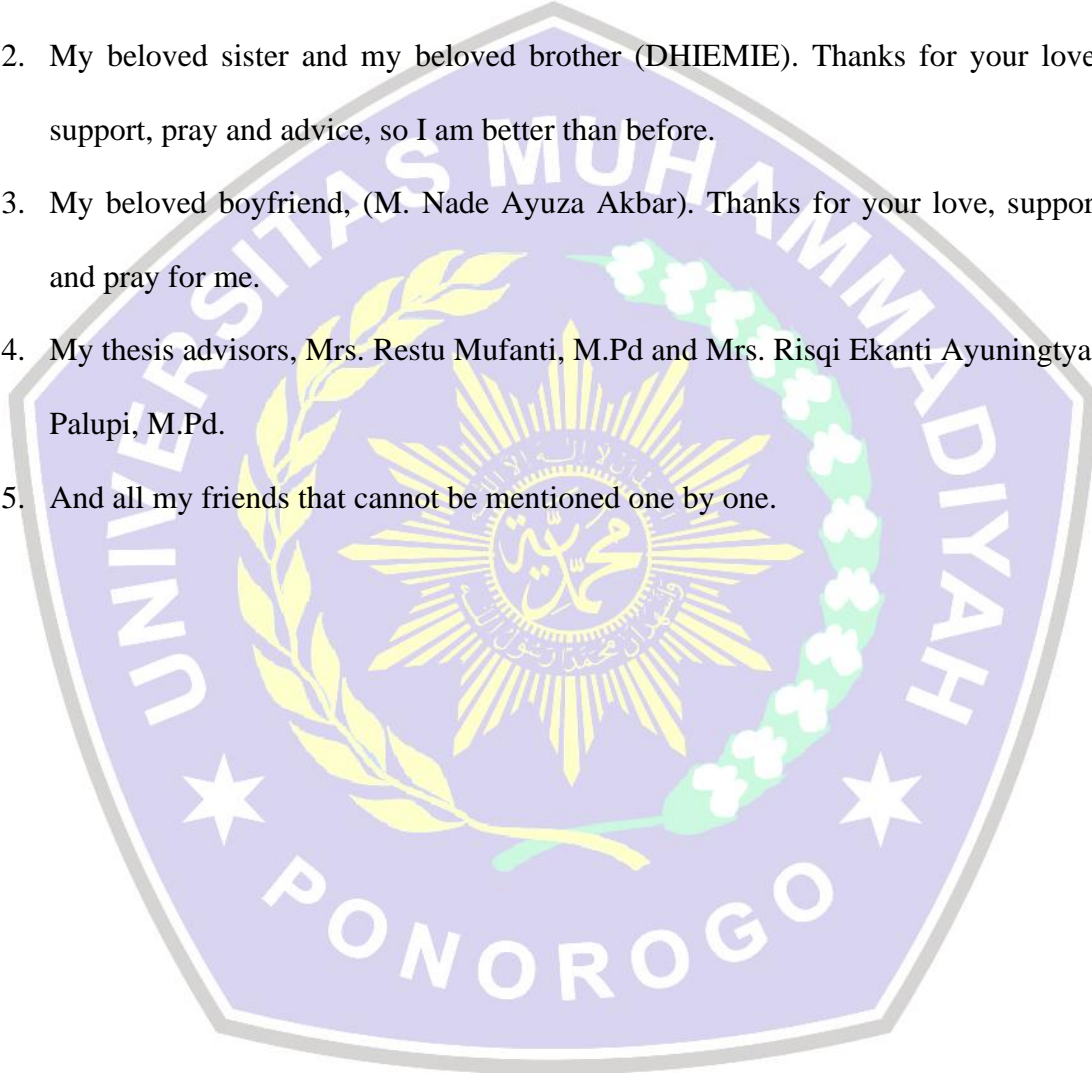 2. My beloved sister and my beloved brother (DHIEMIE). Thanks for your love
support, pray and advice, so I am better than before.
3. My beloved boyfriend, (M. Nade Ayuza Akbar). Thanks for your love, suppor
and pray for me.
4. My thesis advisors, Mrs. Restu Mufanti, M.Pd and Mrs. Risqi Ekanti Ayuningtya
Palupi, M.Pd.
5. And all my friends that cannot be mentioned one by one.
UNIVERSITAS MUHAMMADIYAH
محمدية
PONOROGO